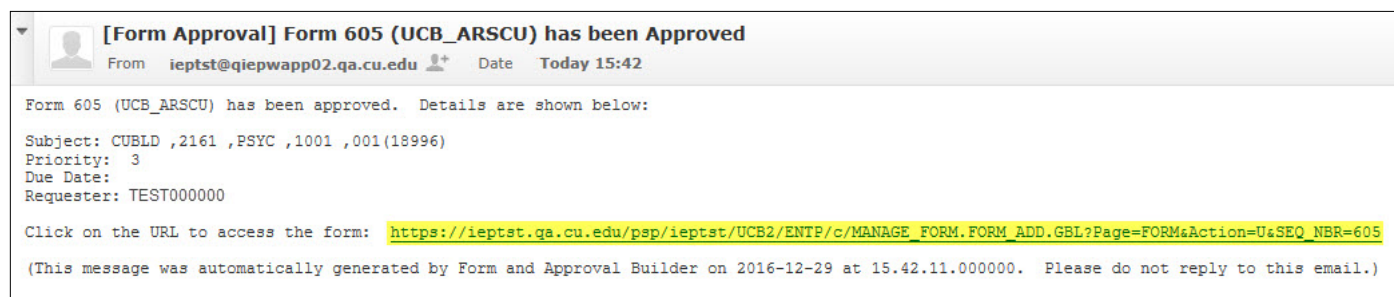 [Form Approval] Form 605 (UCB_ARSCU) has been Approved
From ieptst@qiepwapp02.qa.cu.edu Date Today 15:42
Form 605 (UCB_ARSCU) has been approved.  Details are shown below:
Subject: CUBLD ,2161 ,PSYC ,1001 ,001(18996)
Priority:  3
Due Date:
Requester: TEST000000
Click on the URL to access the form:  https://ieptst.qa.cu.edu/psp/ieptst/UCB2/ENTP/c/MANAGE_FORM.FORM_ADD.GBL?Page=FORM&Action=U&SEQ_NBR=605
(This message was automatically generated by Form and Approval Builder on 2016-12-29 at 15.42.11.000000.  Please do not reply to this email.)